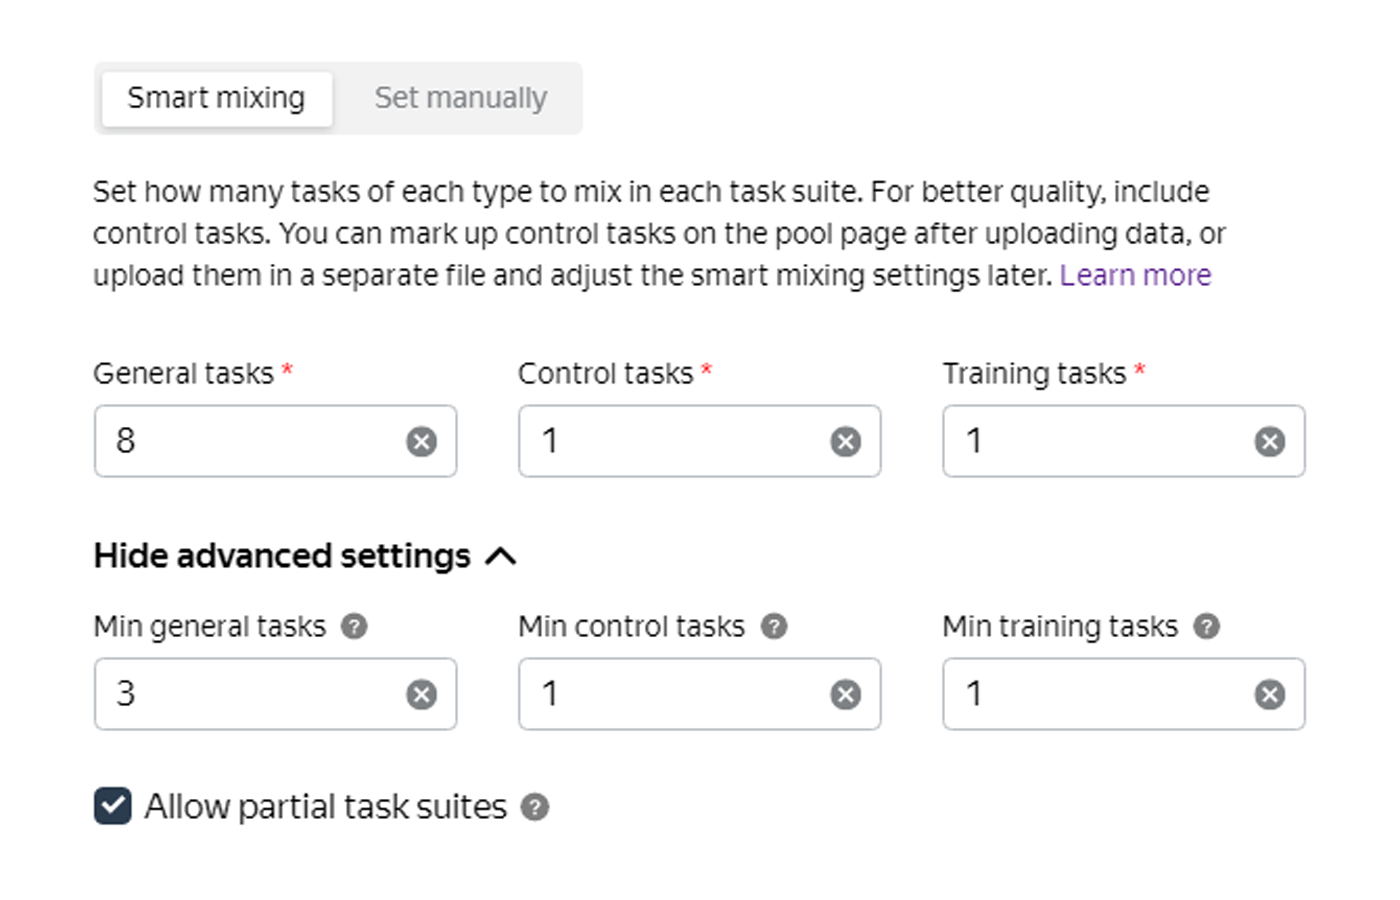 Smart mixing Set manually
Set how many tasks of each type to mix in each task suite. For better quality, include
control tasks. You can mark up control tasks on the pool page after uploading data, or
upload them in a separate file and adjust the smart mixing settings later. Learn more
General tasks * Control tasks * Training tasks *
8 1 1
Hide advanced settings
Min general tasks ? Min control tasks ? Min training tasks ?
3 1 1
Allow partial task suites ?